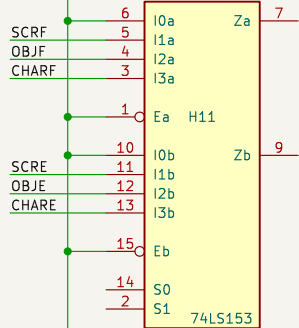 6 I0a Za 7
SCRF 5 I1a
OBJF 4 I2a
CHARF 3 I3a
1 Ea H11
10 I0b Zb 9
SCRE 11 I1b
OBJE 12 I2b
CHARE 13 I3b
15 Eb
14 S0
2 S1
74LS153